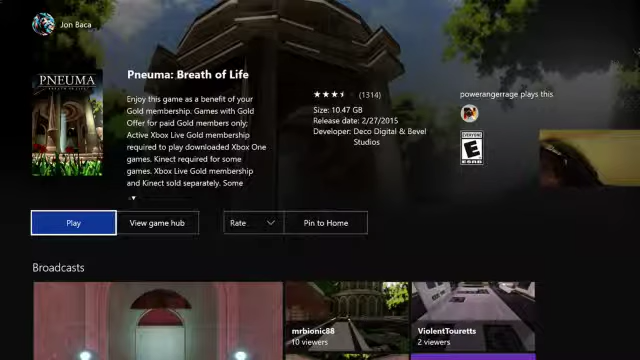 Jon Baca
PNEUMA
BREATH OF LIFE
Pneuma: Breath of Life
Enjoy this game as a benefit of your
Gold membership. Games with Gold
Offer for paid Gold members only;
Active Xbox Live Gold membership
required to play downloaded Xbox One
games. Kinect required for some
games. Xbox Live Gold membership
and Kinect sold separately. Some
(1314)
Size: 10.47 GB
Release date: 2/27/2015
Developer: Deco Digital & Bevel
Studios
powerangerrage plays this
EVERYONE
E
ESRB
Play
View game hub
Rate
Pin to Home
Broadcasts
mrbionic88
10 viewers
ViolentTouretts
2 viewers